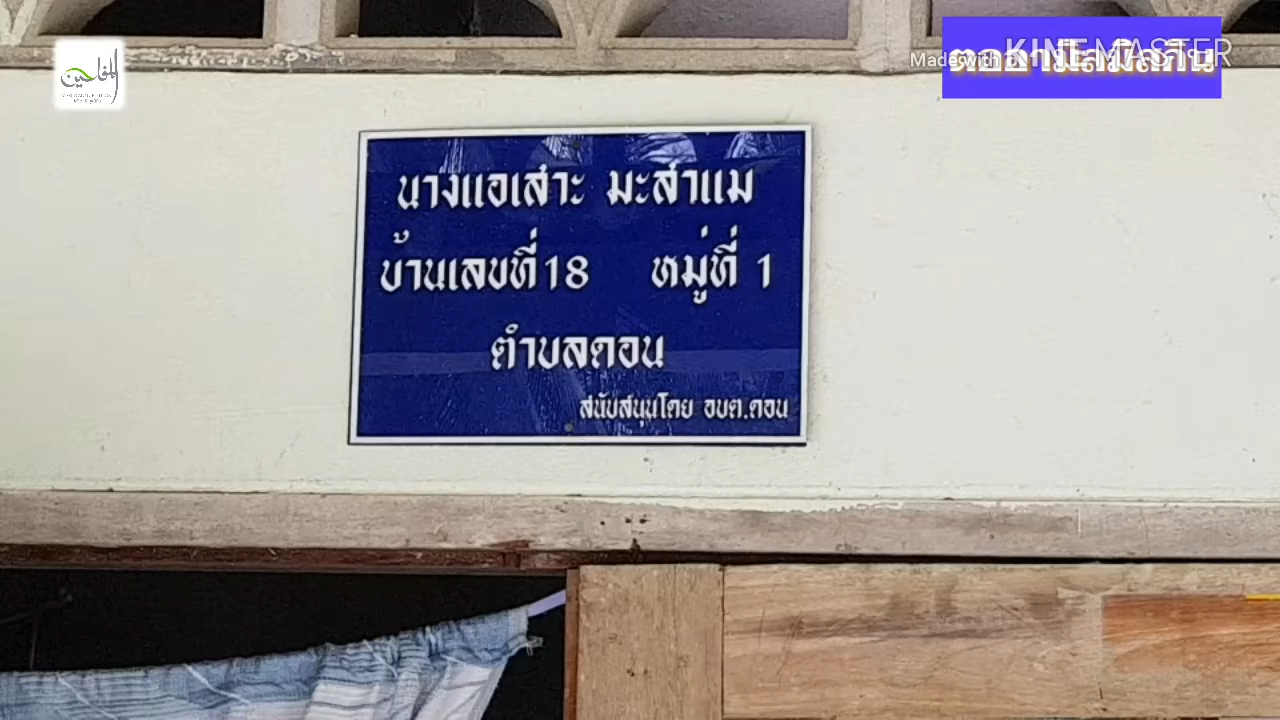 Made with
KINEMASTER
นางแอเสาะ มะสาแม
บ้านเลขที่18 หมู่ที่ 1
ตำบลดอน
สนับสนุนโดย อบต.ดอน